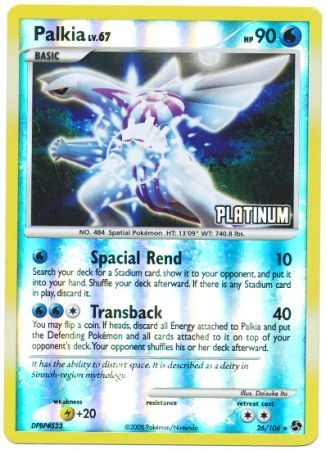 Palkia LV.67 HP 90
BASIC
PLATINUM
NO. 484 Spatial Pokémon HT: 13'09" WT: 740.8 lbs.
Spacial Rend 10
Search your deck for a Stadium card, show it to your opponent, and put it
into your hand. Shuffle your deck afterward. If there is any Stadium card
in play, discard it.
Transback 40
You may flip a coin. If heads, discard all Energy attached to Palkia and put
the Defending Pokémon and all cards attached to it on top of your
opponent's deck. Your opponent shuffles his or her deck afterward.
It has the ability to distort space. It is described as a deity in
Sinnoh-region mythology.
Illus. Daisuke Ito
weakness resistance retreat cost
+20
DPBP#523 ©2008 Pokémon/Nintendo 26/106 ★